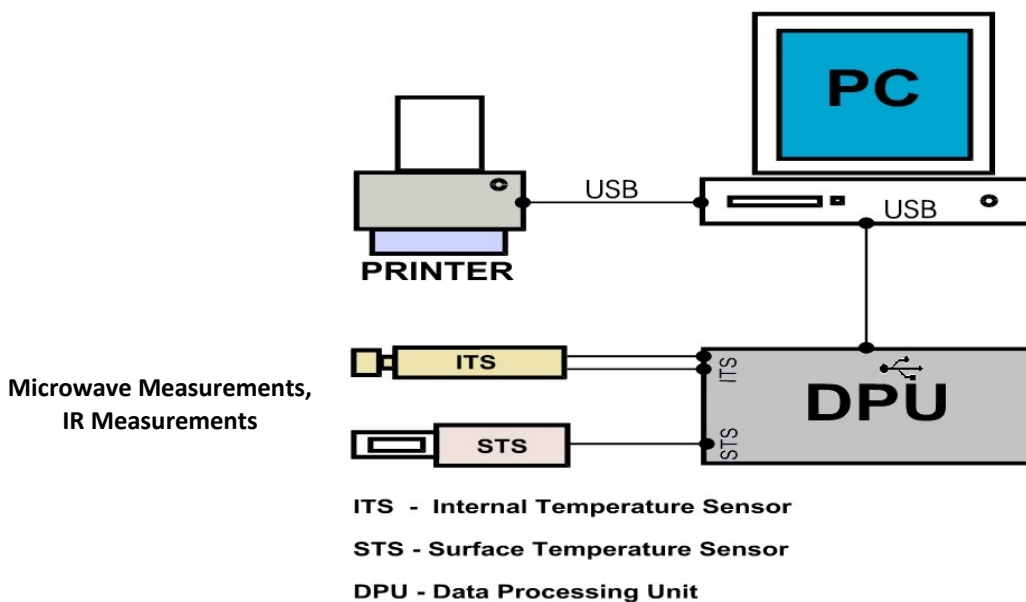 PC
USB
USB
PRINTER
ITS
ITS
Microwave Measurements,
IR Measurements
DPU
STS
STS
ITS - Internal Temperature Sensor
STS - Surface Temperature Sensor
DPU - Data Processing Unit